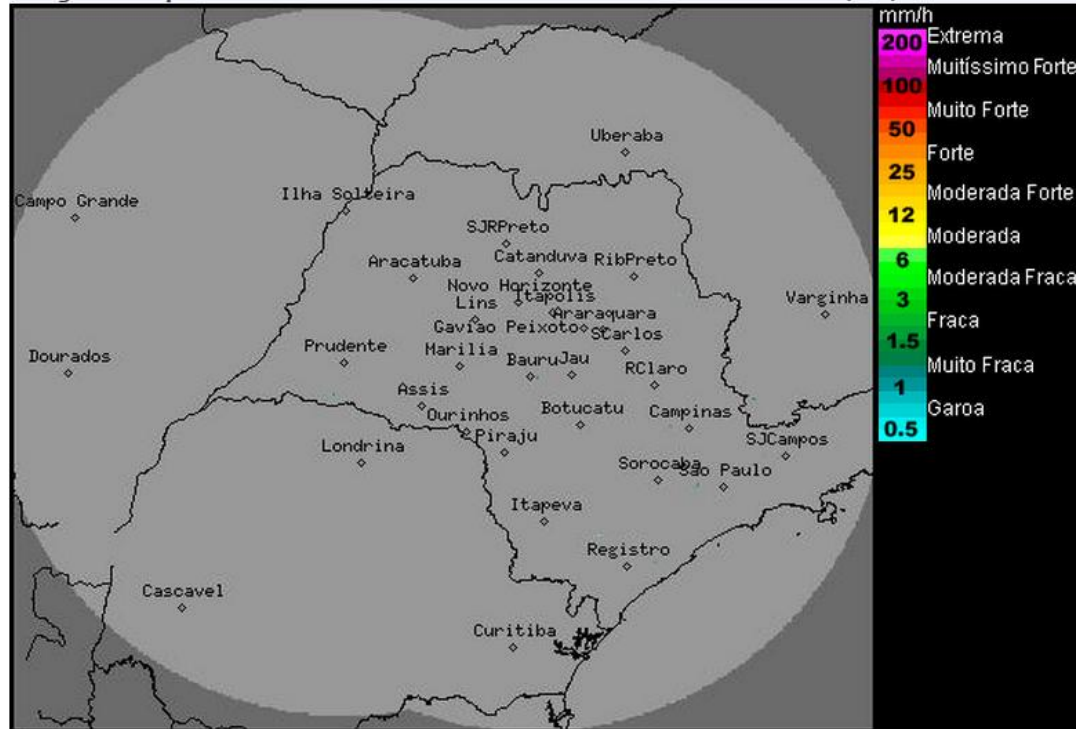 mm/h
200 Extrema
Muitíssimo Forte
100
Muito Forte
50
Forte
25
Moderada Forte
12
Moderada
6
Moderada Fraca
3
Fraca
1.5
Muito Fraca
1
Garoa
0.5
Uberaba
Campo Grande
Ilha Solteira
SJRPreto
Aracatuba
Catanduva
RibPreto
Novo Horizonte
Lins
Itapolis
Varginha
Araraquara
Gaviao Peixoto
StarLos
Prudente
Marilia
Bauru
Jau
Dourados
RClaro
Assis
Ourinhos
Botucatu
Campinas
Piraju
SJCampos
Londrina
Sorocaba
Sao Paulo
Itapeva
Registro
Cascavel
Curitiba